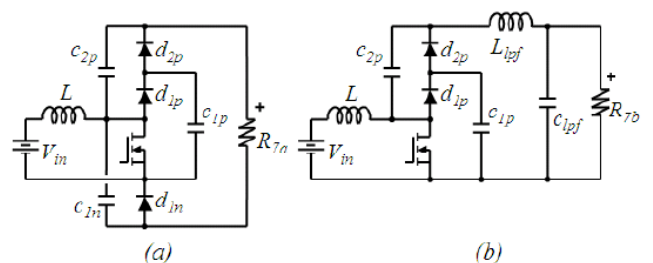 c2p
d2p
L
d1p
c1p
+
Vin
R7a
c1n
d1n
(a)
c2p
d2p
Llpf
L
d1p
c1p
+
clpf
R7b
Vin
(b)